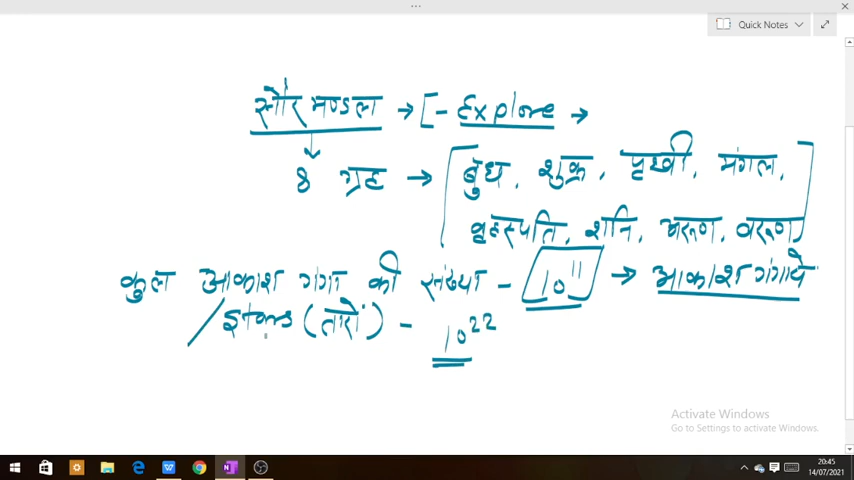 Quick Notes
सौर मण्डल → [- Explore →
8 ग्रह → [बुध, शुक्र, पृथ्वी, मंगल,
वृहस्पति, शनि, अरूण, वरूण]
कुल आकाश गंगा की संख्या - 10¹¹ → आकाश गंगाये
/Stars (तारों) - 10²²
Activate Windows
Go to Settings to activate Windows.
20:45
14/07/2021